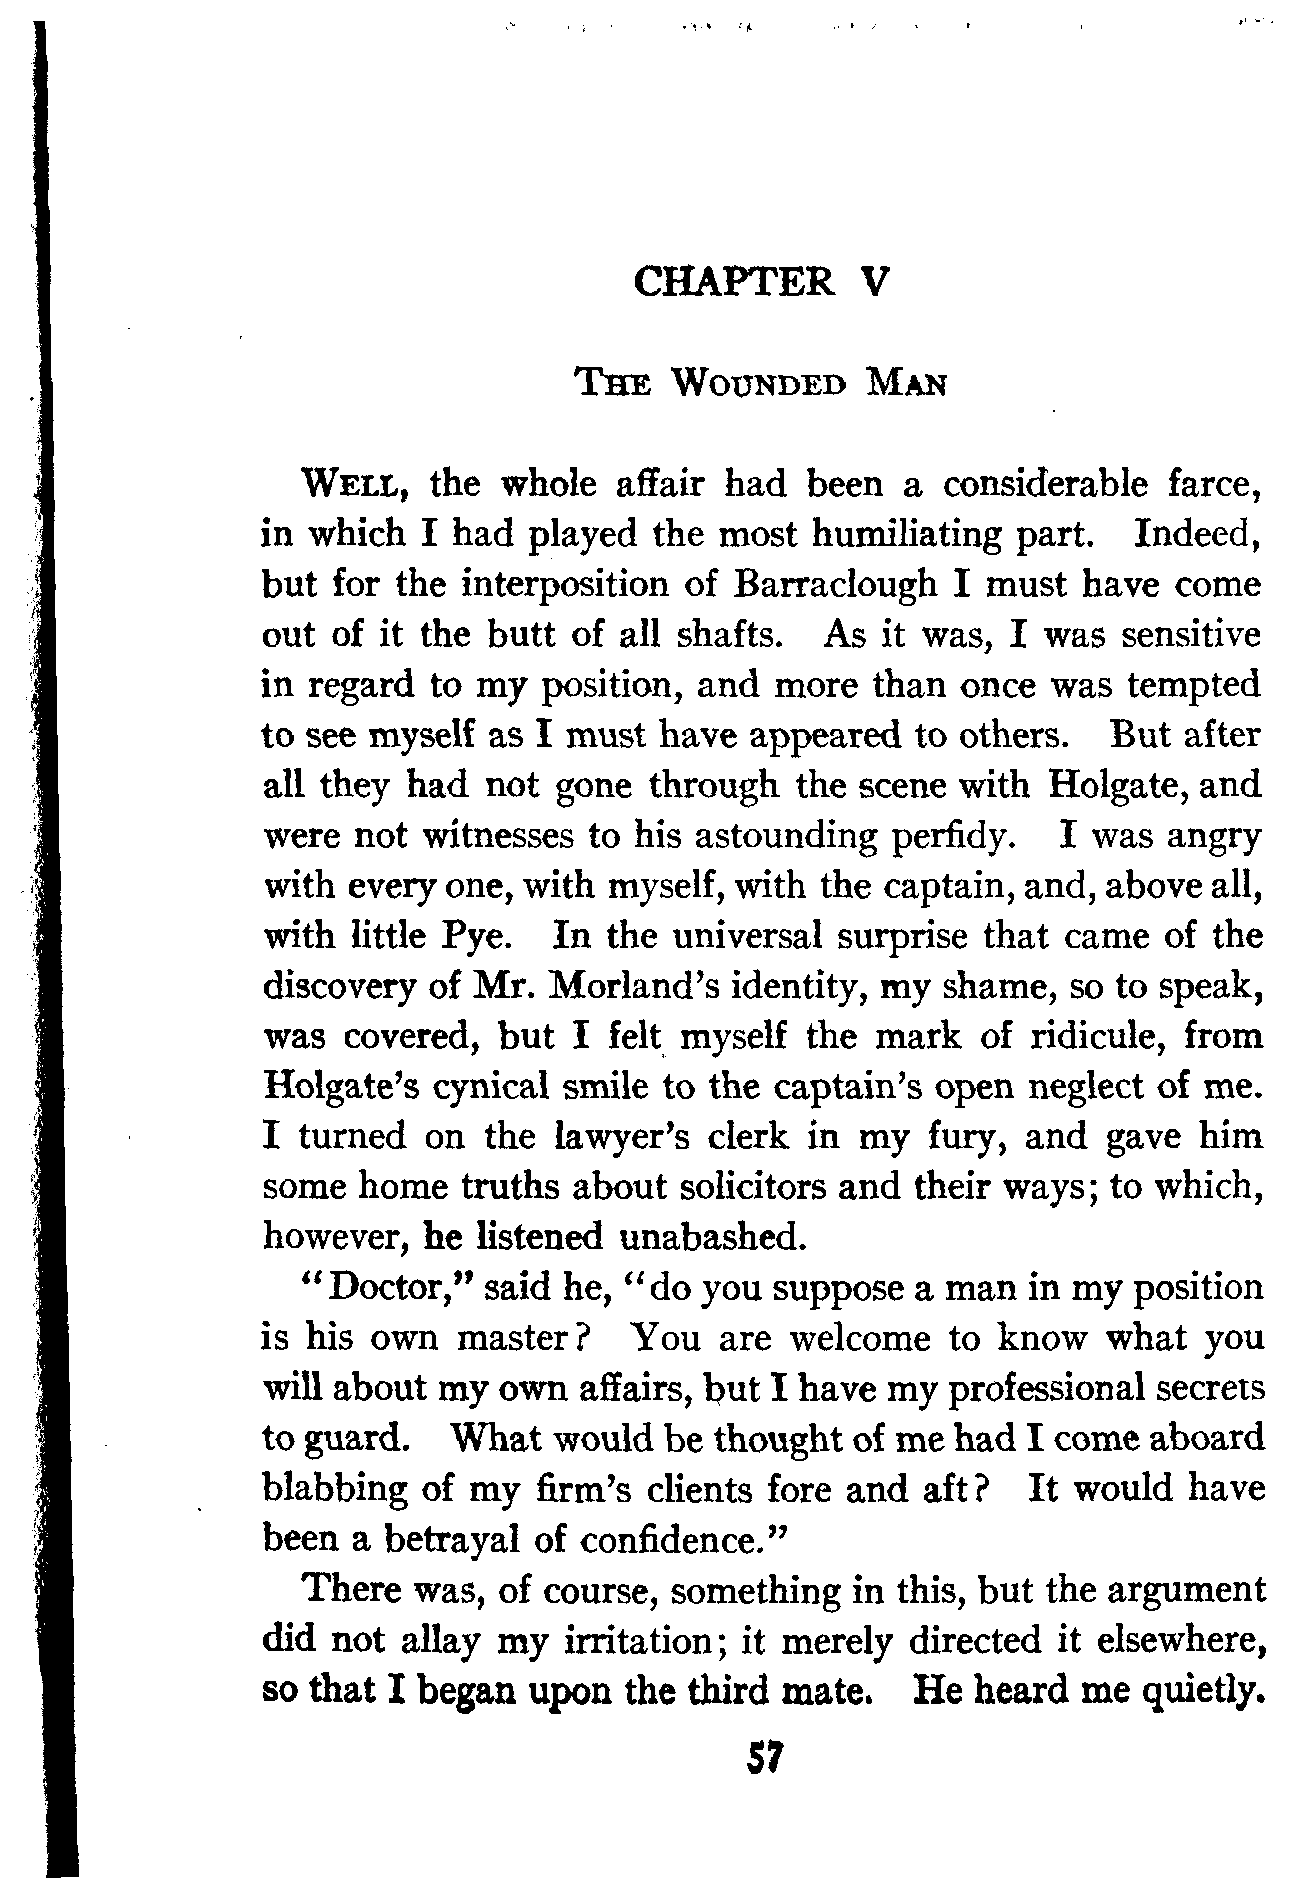 CHAPTER V
THE WOUNDED MAN
WELL, the whole affair had been a considerable farce,
in which I had played the most humiliating part. Indeed,
but for the interposition of Barraclough I must have come
out of it the butt of all shafts. As it was, I was sensitive
in regard to my position, and more than once was tempted
to see myself as I must have appeared to others. But after
all they had not gone through the scene with Holgate, and
were not witnesses to his astounding perfidy. I was angry
with every one, with myself, with the captain, and, above all,
with little Pye. In the universal surprise that came of the
discovery of Mr. Morland's identity, my shame, so to speak,
was covered, but I felt myself the mark of ridicule, from
Holgate's cynical smile to the captain's open neglect of me.
I turned on the lawyer's clerk in my fury, and gave him
some home truths about solicitors and their ways; to which,
however, he listened unabashed.
"Doctor," said he, "do you suppose a man in my position
is his own master? You are welcome to know what you
will about my own affairs, but I have my professional secrets
to guard. What would be thought of me had I come aboard
blabbing of my firm's clients fore and aft? It would have
been a betrayal of confidence."
There was, of course, something in this, but the argument
did not allay my irritation; it merely directed it elsewhere,
so that I began upon the third mate. He heard me quietly.
57